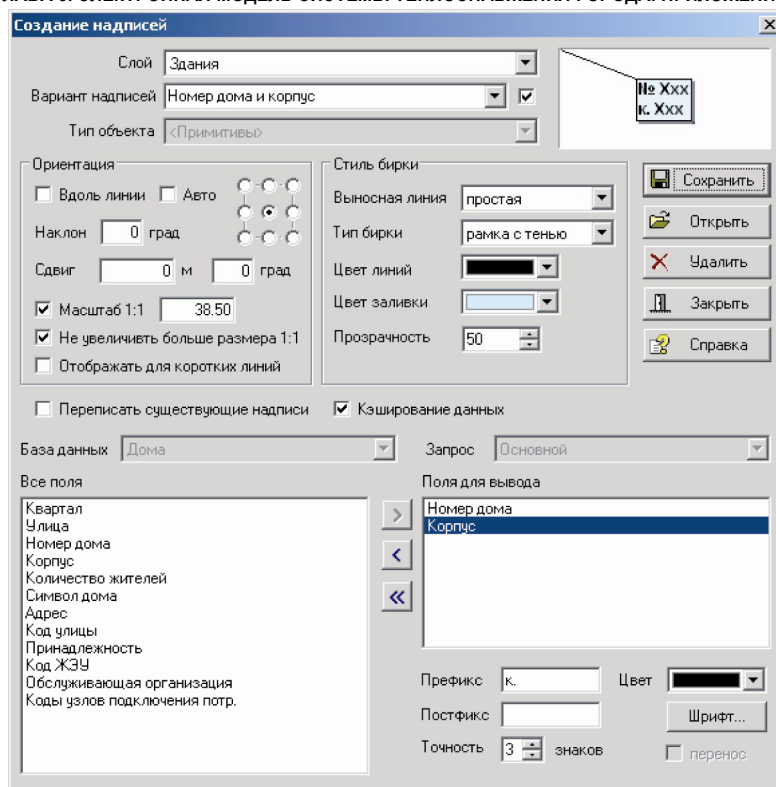 Создание надписей
Слой Здания
Вариант надписей Номер дома и корпус
Тип объекта <Примитивы>
№ Xxx
к. Xxx
Ориентация
Вдоль линии Авто
Наклон 0 град
Сдвиг 0 м 0 град
Масштаб 1:1 38.50
Не увеличивть больше размера 1:1
Отображать для коротких линий
Стиль бирки
Выносная линия простая
Тип бирки рамка с тенью
Цвет линий
Цвет заливки
Прозрачность 50
Сохранить
Открыть
Удалить
Закрыть
Справка
Переписать существующие надписи Кэширование данных
База данных Дома Запрос Основной
Все поля
Квартал
Улица
Номер дома
Корпус
Количество жителей
Символ дома
Адрес
Код улицы
Принадлежность
Код ЖЭУ
Обслуживающая организация
Коды узлов подключения потр.
Поля для вывода
Номер дома
Корпус
Префикс к. Цвет
Постфикс Шрифт...
Точность 3 знаков перенос